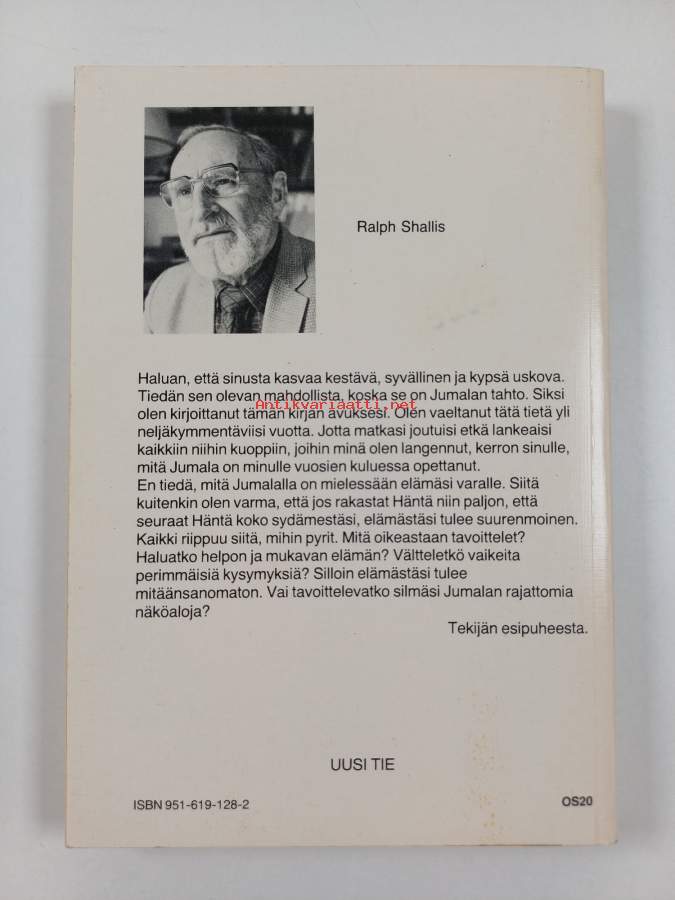 Ralph Shallis
Haluan, että sinusta kasvaa kestävä, syvällinen ja kypsä uskova.
Tiedän sen olevan mahdollista, koska se on Jumalan tahto. Siksi
Antikvariaatti.net
olen kirjoittanut tämän kirjan avuksesi. Olen vaeltanut tätä tietä yli
neljäkymmentäviisi vuotta. Jotta matkasi joutuisi etkä lankeaisi
kaikkiin niihin kuoppiin, joihin minä olen langennut, kerron sinulle,
mitä Jumala on minulle vuosien kuluessa opettanut.
En tiedä, mitä Jumalalla on mielessään elämäsi varalle. Siitä
kuitenkin olen varma, että jos rakastat Häntä niin paljon, että
seuraat Häntä koko sydämestäsi, elämästäsi tulee suurenmoinen.
Kaikki riippuu siitä, mihin pyrit. Mitä oikeastaan tavoittelet?
Haluatko helpon ja mukavan elämän? Vältteletkö vaikeita
perimmäisiä kysymyksiä? Silloin elämästäsi tulee
mitäänsanomaton. Vai tavoittelevatko silmäsi Jumalan rajattomia
näköaloja?
Tekijän esipuheesta.
UUSI TIE
ISBN 951-619-128-2
OS20